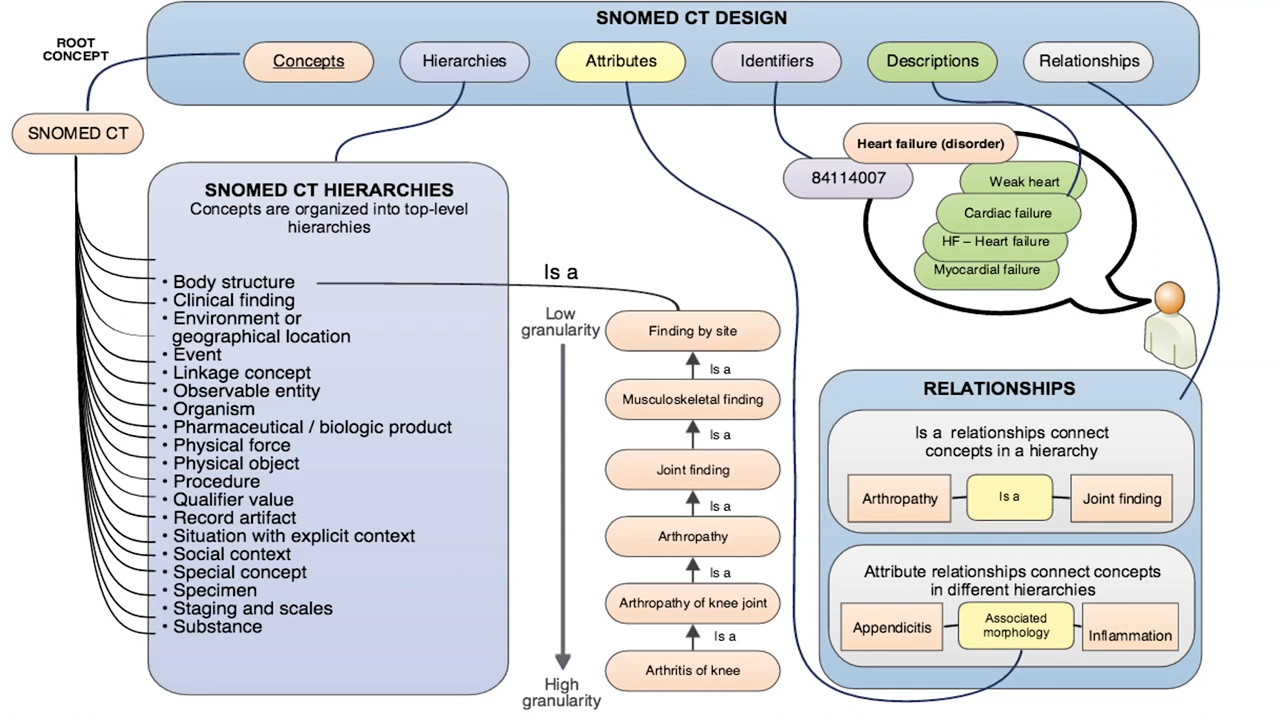 SNOMED CT DESIGN
ROOT
CONCEPT
Concepts
Hierarchies
Attributes
Identifiers
Descriptions
Relationships
SNOMED CT
SNOMED CT HIERARCHIES
Concepts are organized into top-level
hierarchies
• Body structure
• Clinical finding
• Environment or
geographical location
• Event
• Linkage concept
• Observable entity
• Organism
• Pharmaceutical / biologic product
• Physical force
• Physical object
• Procedure
• Qualifier value
• Record artifact
• Situation with explicit context
• Social context
• Special concept
• Specimen
• Staging and scales
• Substance
Is a
Low
granularity
High
granularity
Finding by site
Is a
Musculoskeletal finding
Is a
Joint finding
Is a
Arthropathy
Is a
Arthropathy of knee joint
Is a
Arthritis of knee
Heart failure (disorder)
84114007
Weak heart
Cardiac failure
HF – Heart failure
Myocardial failure
RELATIONSHIPS
Is a relationships connect
concepts in a hierarchy
Arthropathy
Is a
Joint finding
Attribute relationships connect concepts
in different hierarchies
Appendicitis
Associated
morphology
Inflammation